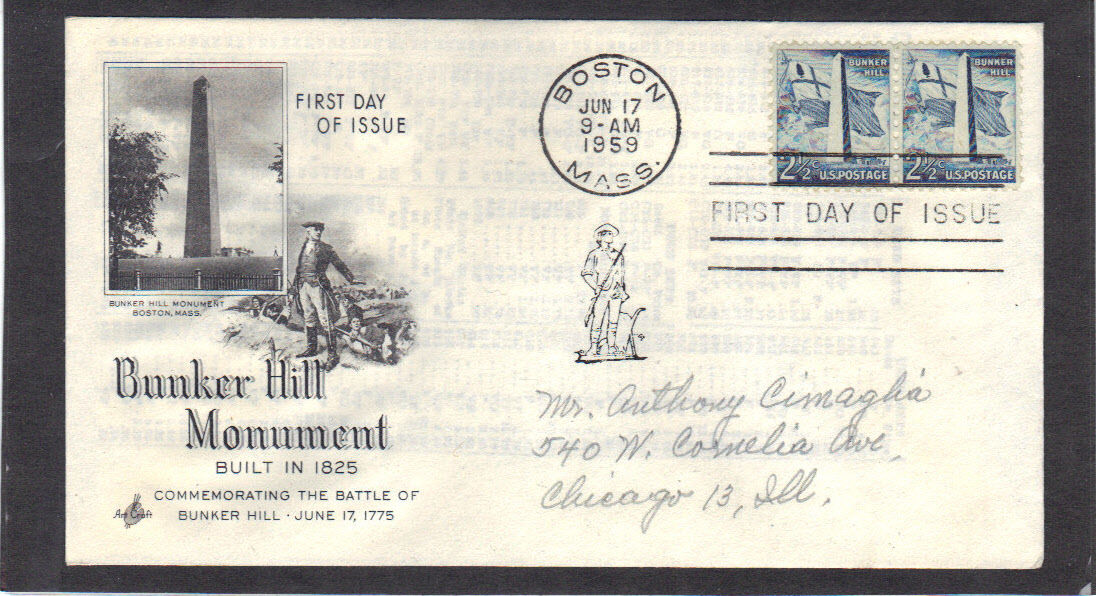 FIRST DAY
OF ISSUE
BUNKER HILL MONUMENT
BOSTON, MASS.
Bunker Hill
Monument
BUILT IN 1825
COMMEMORATING THE BATTLE OF
BUNKER HILL · JUNE 17, 1775
Art Craft
BOSTON
JUN 17
9-AM
1959
MASS.
BUNKER
HILL
2½c U.S. POSTAGE
BUNKER
HILL
2½c U.S. POSTAGE
FIRST DAY OF ISSUE
Mr. Anthony Cimaglia
540 W. Cornelia Ave,
Chicago 13, Ill.